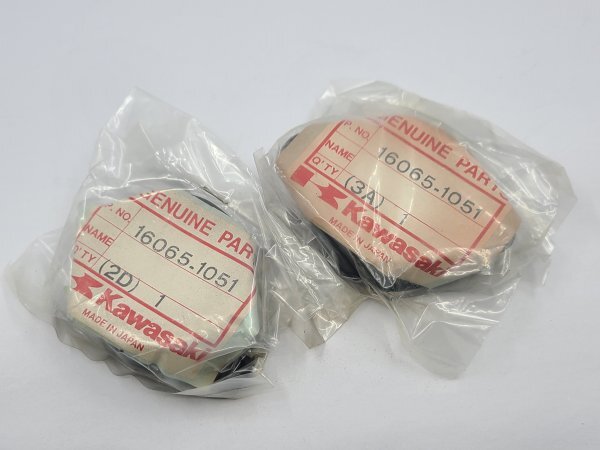 GENUINE PAR
P. NO.
16065-1051
NAME
Q'TY
(2D) 1
Kawasaki
MADE IN JAPAN
GENUINE PARTS
P. NO.
16065-1051
NAME
Q'TY
(3A) 1
Kawasaki
MADE IN JAPAN